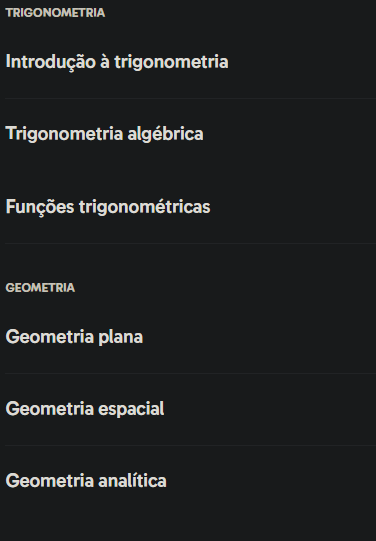 TRIGONOMETRIA
Introdução à trigonometria
Trigonometria algébrica
Funções trigonométricas
GEOMETRIA
Geometria plana
Geometria espacial
Geometria analítica